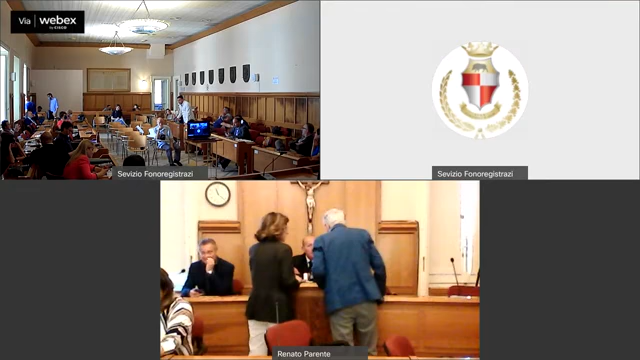 Via webex
by CISCO
Sevizio Fonoregistrazi
Sevizio Fonoregistrazi
Renato Parente